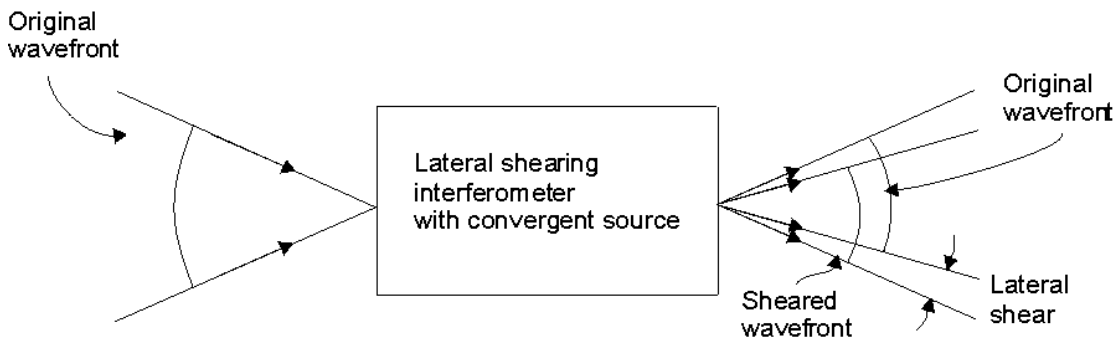 Original
wavefront
Lateral shearing
interferometer
with convergent source
Original
wavefront
Sheared
wavefront
Lateral
shear